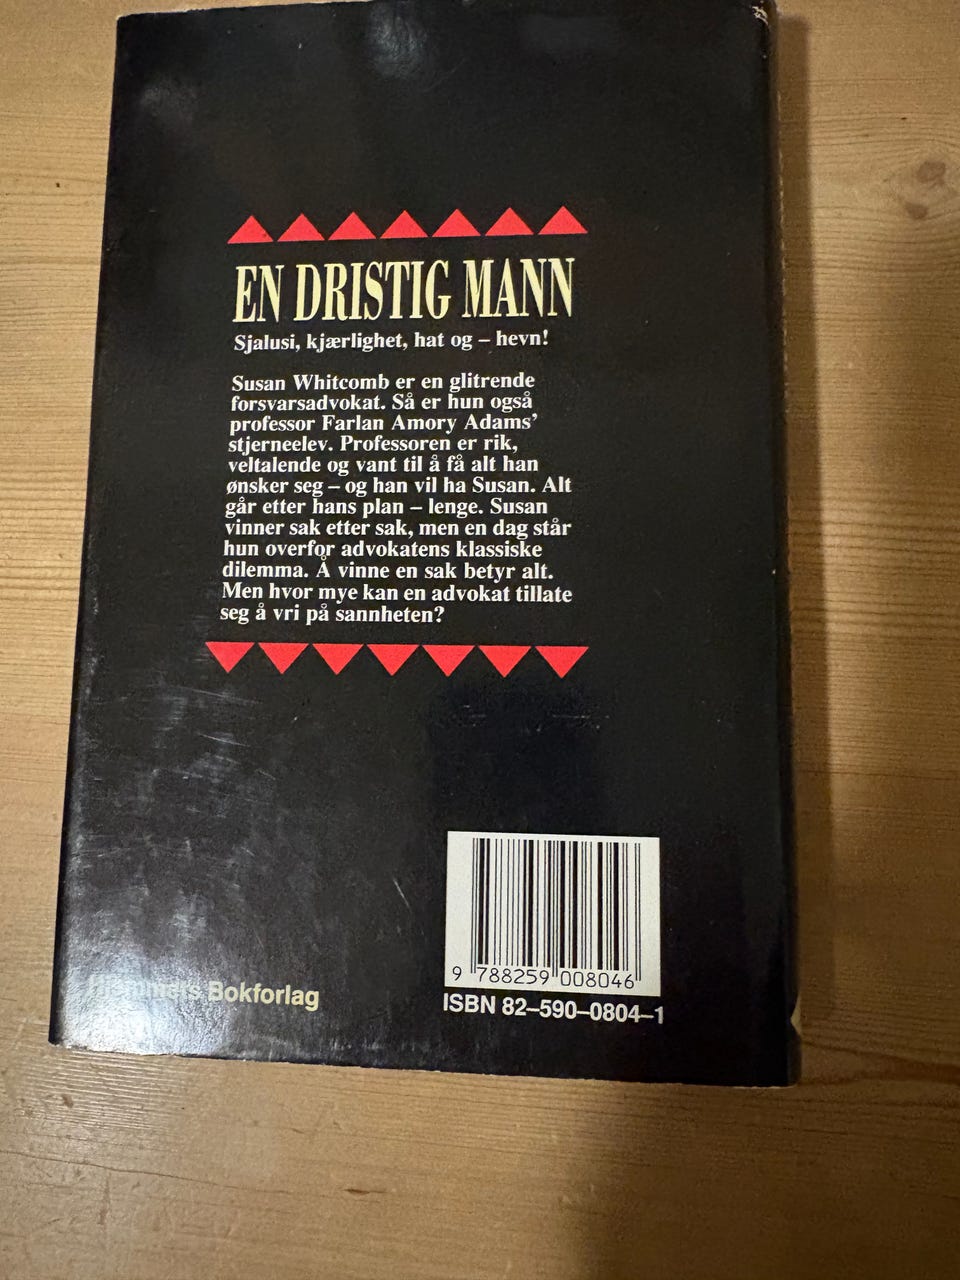 EN DRISTIG MANN
Sjalusi, kjærlighet, hat og – hevn!
Susan Whitcomb er en glitrende
forsvarsadvokat. Så er hun også
professor Farlan Amory Adams'
stjerneelev. Professoren er rik,
veltalende og vant til å få alt han
ønsker seg – og han vil ha Susan. Alt
går etter hans plan – lenge. Susan
vinner sak etter sak, men en dag står
hun overfor advokatens klassiske
dilemma. Å vinne en sak betyr alt.
Men hvor mye kan en advokat tillate
seg å vri på sannheten?
9 788259 008046
Bokforlag
ISBN 82–590–0804–1